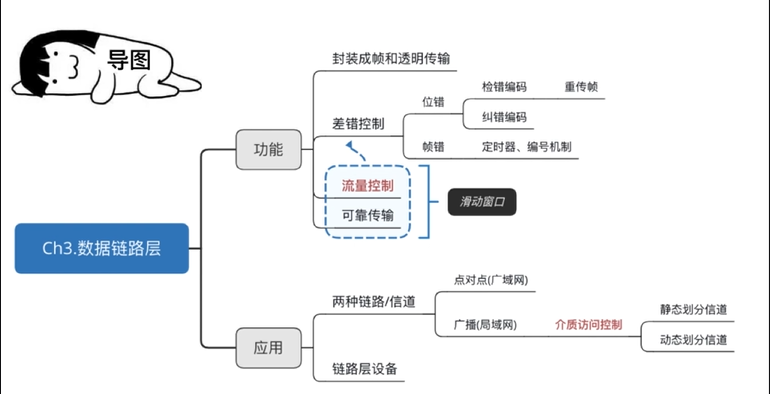 导图
封装成帧和透明传输
检错编码
重传帧
位错
差错控制
纠错编码
功能
帧错
定时器、编号机制
流量控制
滑动窗口
可靠传输
Ch3.数据链路层
点对点(广域网)
两种链路/信道
静态划分信道
广播(局域网)
介质访问控制
动态划分信道
应用
链路层设备